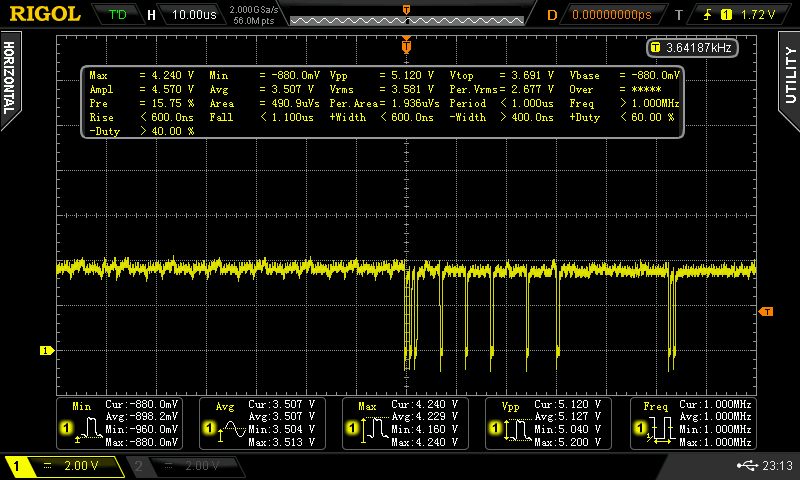 RIGOL T'D H 10.00us 2.000GSa/s 56.0M pts D 0.00000000ps T 1 1.72 V
HORIZONTAL
UTILITY
T
T 3.64187kHz
Max = 4.240 V Min = -880.0mV Vpp = 5.120 V Vtop = 3.691 V Vbase = -880.0mV
Ampl = 4.570 V Avg = 3.507 V Vrms = 3.581 V Per.Vrms= 2.677 V Over = *****
Pre = 15.75 % Area = 490.9uVs Per.Area= 1.936uVs Period < 1.000us Freq > 1.000MHz
Rise < 600.0ns Fall < 1.100us +Width < 600.0ns -Width > 400.0ns +Duty < 60.00 %
-Duty > 40.00 %
T
1
Min Cur:-880.0mV
Avg:-898.2mV
1 Min:-960.0mV
Max:-880.0mV
Avg Cur:3.507 V
Avg:3.507 V
1 Min:3.504 V
Max:3.513 V
Max Cur:4.240 V
Avg:4.229 V
1 Min:4.160 V
Max:4.240 V
Vpp Cur:5.120 V
Avg:5.127 V
1 Min:5.040 V
Max:5.200 V
Freq Cur:1.000MHz
Avg:1.000MHz
1 Min:1.000MHz
Max:1.000MHz
1 2.00 V 2 2.00 V 23:13